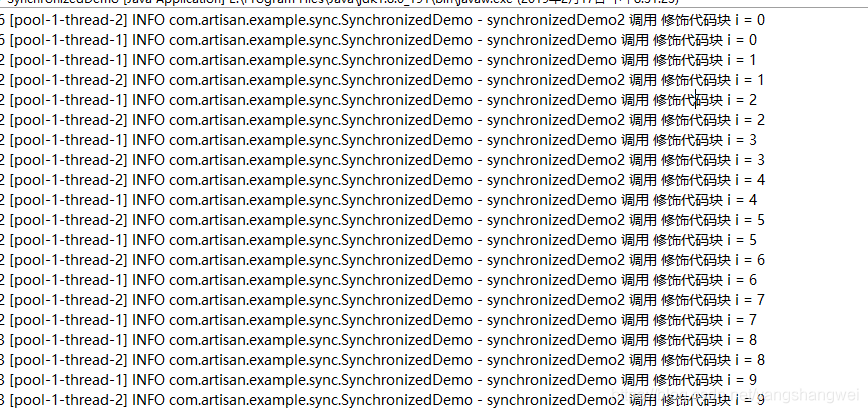 6 [pool-1-thread-2] INFO com.artisan.example.sync.SynchronizedDemo - synchronizedDemo2 调用 修饰代码块 i = 0
6 [pool-1-thread-1] INFO com.artisan.example.sync.SynchronizedDemo - synchronizedDemo 调用 修饰代码块 i = 0
2 [pool-1-thread-1] INFO com.artisan.example.sync.SynchronizedDemo - synchronizedDemo 调用 修饰代码块 i = 1
2 [pool-1-thread-2] INFO com.artisan.example.sync.SynchronizedDemo - synchronizedDemo2 调用 修饰代码块 i = 1
2 [pool-1-thread-1] INFO com.artisan.example.sync.SynchronizedDemo - synchronizedDemo 调用 修饰代码块 i = 2
2 [pool-1-thread-2] INFO com.artisan.example.sync.SynchronizedDemo - synchronizedDemo2 调用 修饰代码块 i = 2
2 [pool-1-thread-1] INFO com.artisan.example.sync.SynchronizedDemo - synchronizedDemo 调用 修饰代码块 i = 3
2 [pool-1-thread-2] INFO com.artisan.example.sync.SynchronizedDemo - synchronizedDemo2 调用 修饰代码块 i = 3
2 [pool-1-thread-2] INFO com.artisan.example.sync.SynchronizedDemo - synchronizedDemo2 调用 修饰代码块 i = 4
2 [pool-1-thread-1] INFO com.artisan.example.sync.SynchronizedDemo - synchronizedDemo 调用 修饰代码块 i = 4
2 [pool-1-thread-2] INFO com.artisan.example.sync.SynchronizedDemo - synchronizedDemo2 调用 修饰代码块 i = 5
2 [pool-1-thread-1] INFO com.artisan.example.sync.SynchronizedDemo - synchronizedDemo 调用 修饰代码块 i = 5
2 [pool-1-thread-2] INFO com.artisan.example.sync.SynchronizedDemo - synchronizedDemo2 调用 修饰代码块 i = 6
2 [pool-1-thread-1] INFO com.artisan.example.sync.SynchronizedDemo - synchronizedDemo 调用 修饰代码块 i = 6
2 [pool-1-thread-2] INFO com.artisan.example.sync.SynchronizedDemo - synchronizedDemo2 调用 修饰代码块 i = 7
2 [pool-1-thread-1] INFO com.artisan.example.sync.SynchronizedDemo - synchronizedDemo 调用 修饰代码块 i = 7
3 [pool-1-thread-1] INFO com.artisan.example.sync.SynchronizedDemo - synchronizedDemo 调用 修饰代码块 i = 8
3 [pool-1-thread-2] INFO com.artisan.example.sync.SynchronizedDemo - synchronizedDemo2 调用 修饰代码块 i = 8
3 [pool-1-thread-1] INFO com.artisan.example.sync.SynchronizedDemo - synchronizedDemo 调用 修饰代码块 i = 9
3 [pool-1-thread-2] INFO com.artisan.example.sync.SynchronizedDemo - synchronizedDemo2 调用 修饰代码块 i = 9